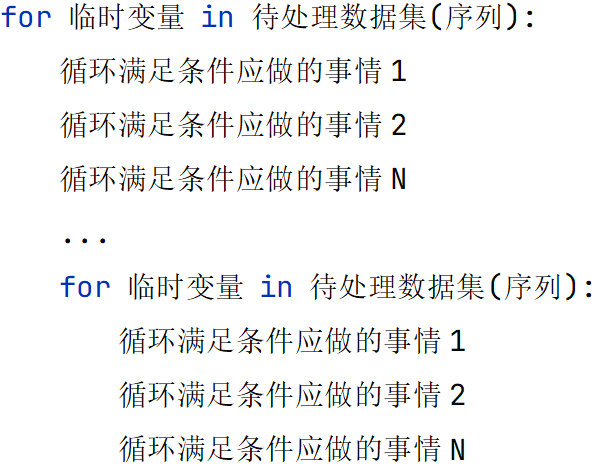 for 临时变量 in 待处理数据集(序列):
循环满足条件应做的事情1
循环满足条件应做的事情2
循环满足条件应做的事情N
...
for 临时变量 in 待处理数据集(序列):
循环满足条件应做的事情1
循环满足条件应做的事情2
循环满足条件应做的事情N